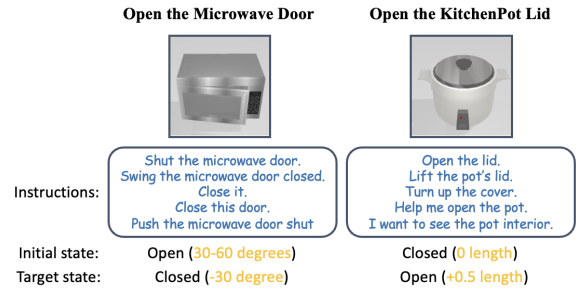 Open the Microwave Door
Open the KitchenPot Lid
Instructions:
Shut the microwave door.
Swing the microwave door closed.
Close it.
Close this door.
Push the microwave door shut
Open the lid.
Lift the pot's lid.
Turn up the cover.
Help me open the pot.
I want to see the pot interior.
Initial state:
Open (30-60 degrees)
Closed (0 length)
Target state:
Closed (-30 degree)
Open (+0.5 length)